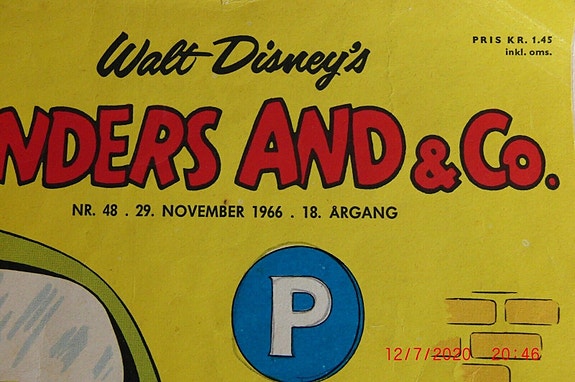 Walt Disney's
PRIS KR. 1.45
inkl. oms.
NDERS AND & Co.
NR. 48 . 29. NOVEMBER 1966 . 18. ÅRGANG
P
12/7/2020 20:46